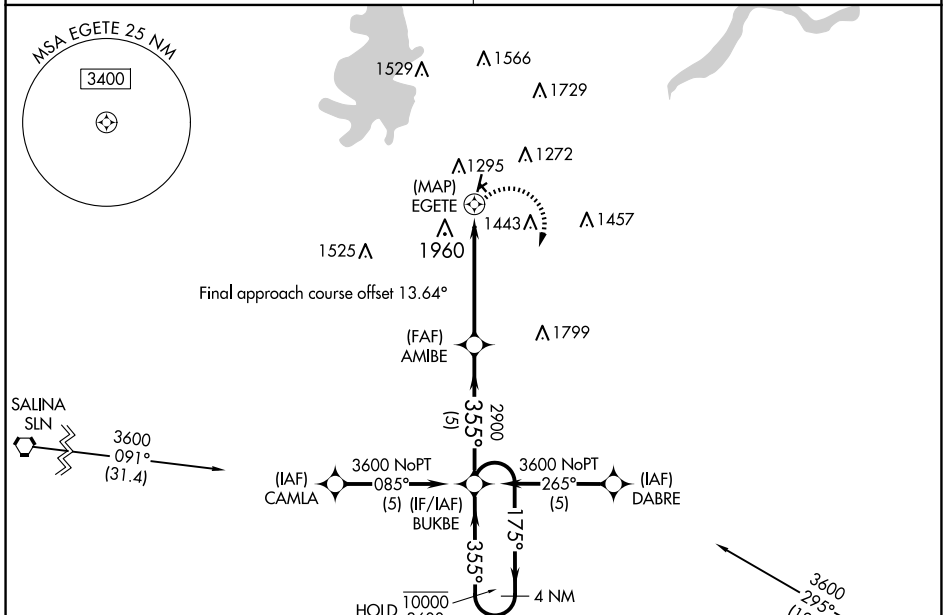 MSA EGETE 25 NM
3400
1529
1566
1729
1272
1295
(MAP)
EGETE
1443
1457
1525
1960
Final approach course offset 13.64°
(FAF)
AMIBE
1799
SALINA
SLN
3600
091°
(31.4)
2900
355°
(5)
(IAF)
CAMLA
3600 NoPT
085°
(5)
(IF/IAF)
BUKBE
3600 NoPT
265°
(5)
(IAF)
DABRE
355°
175°
HOLD
10000
4 NM
3600
295°